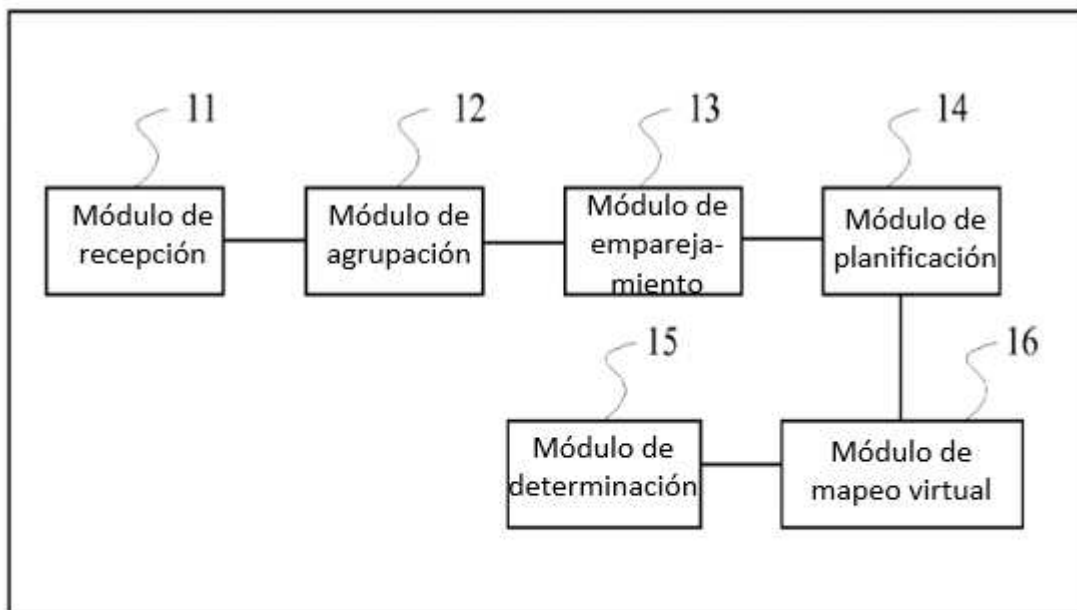 11
12
13
14
Módulo de
recepción
Módulo de
agrupación
Módulo de
empareja-
miento
Módulo de
planificación
15
16
Módulo de
determinación
Módulo de
mapeo virtual